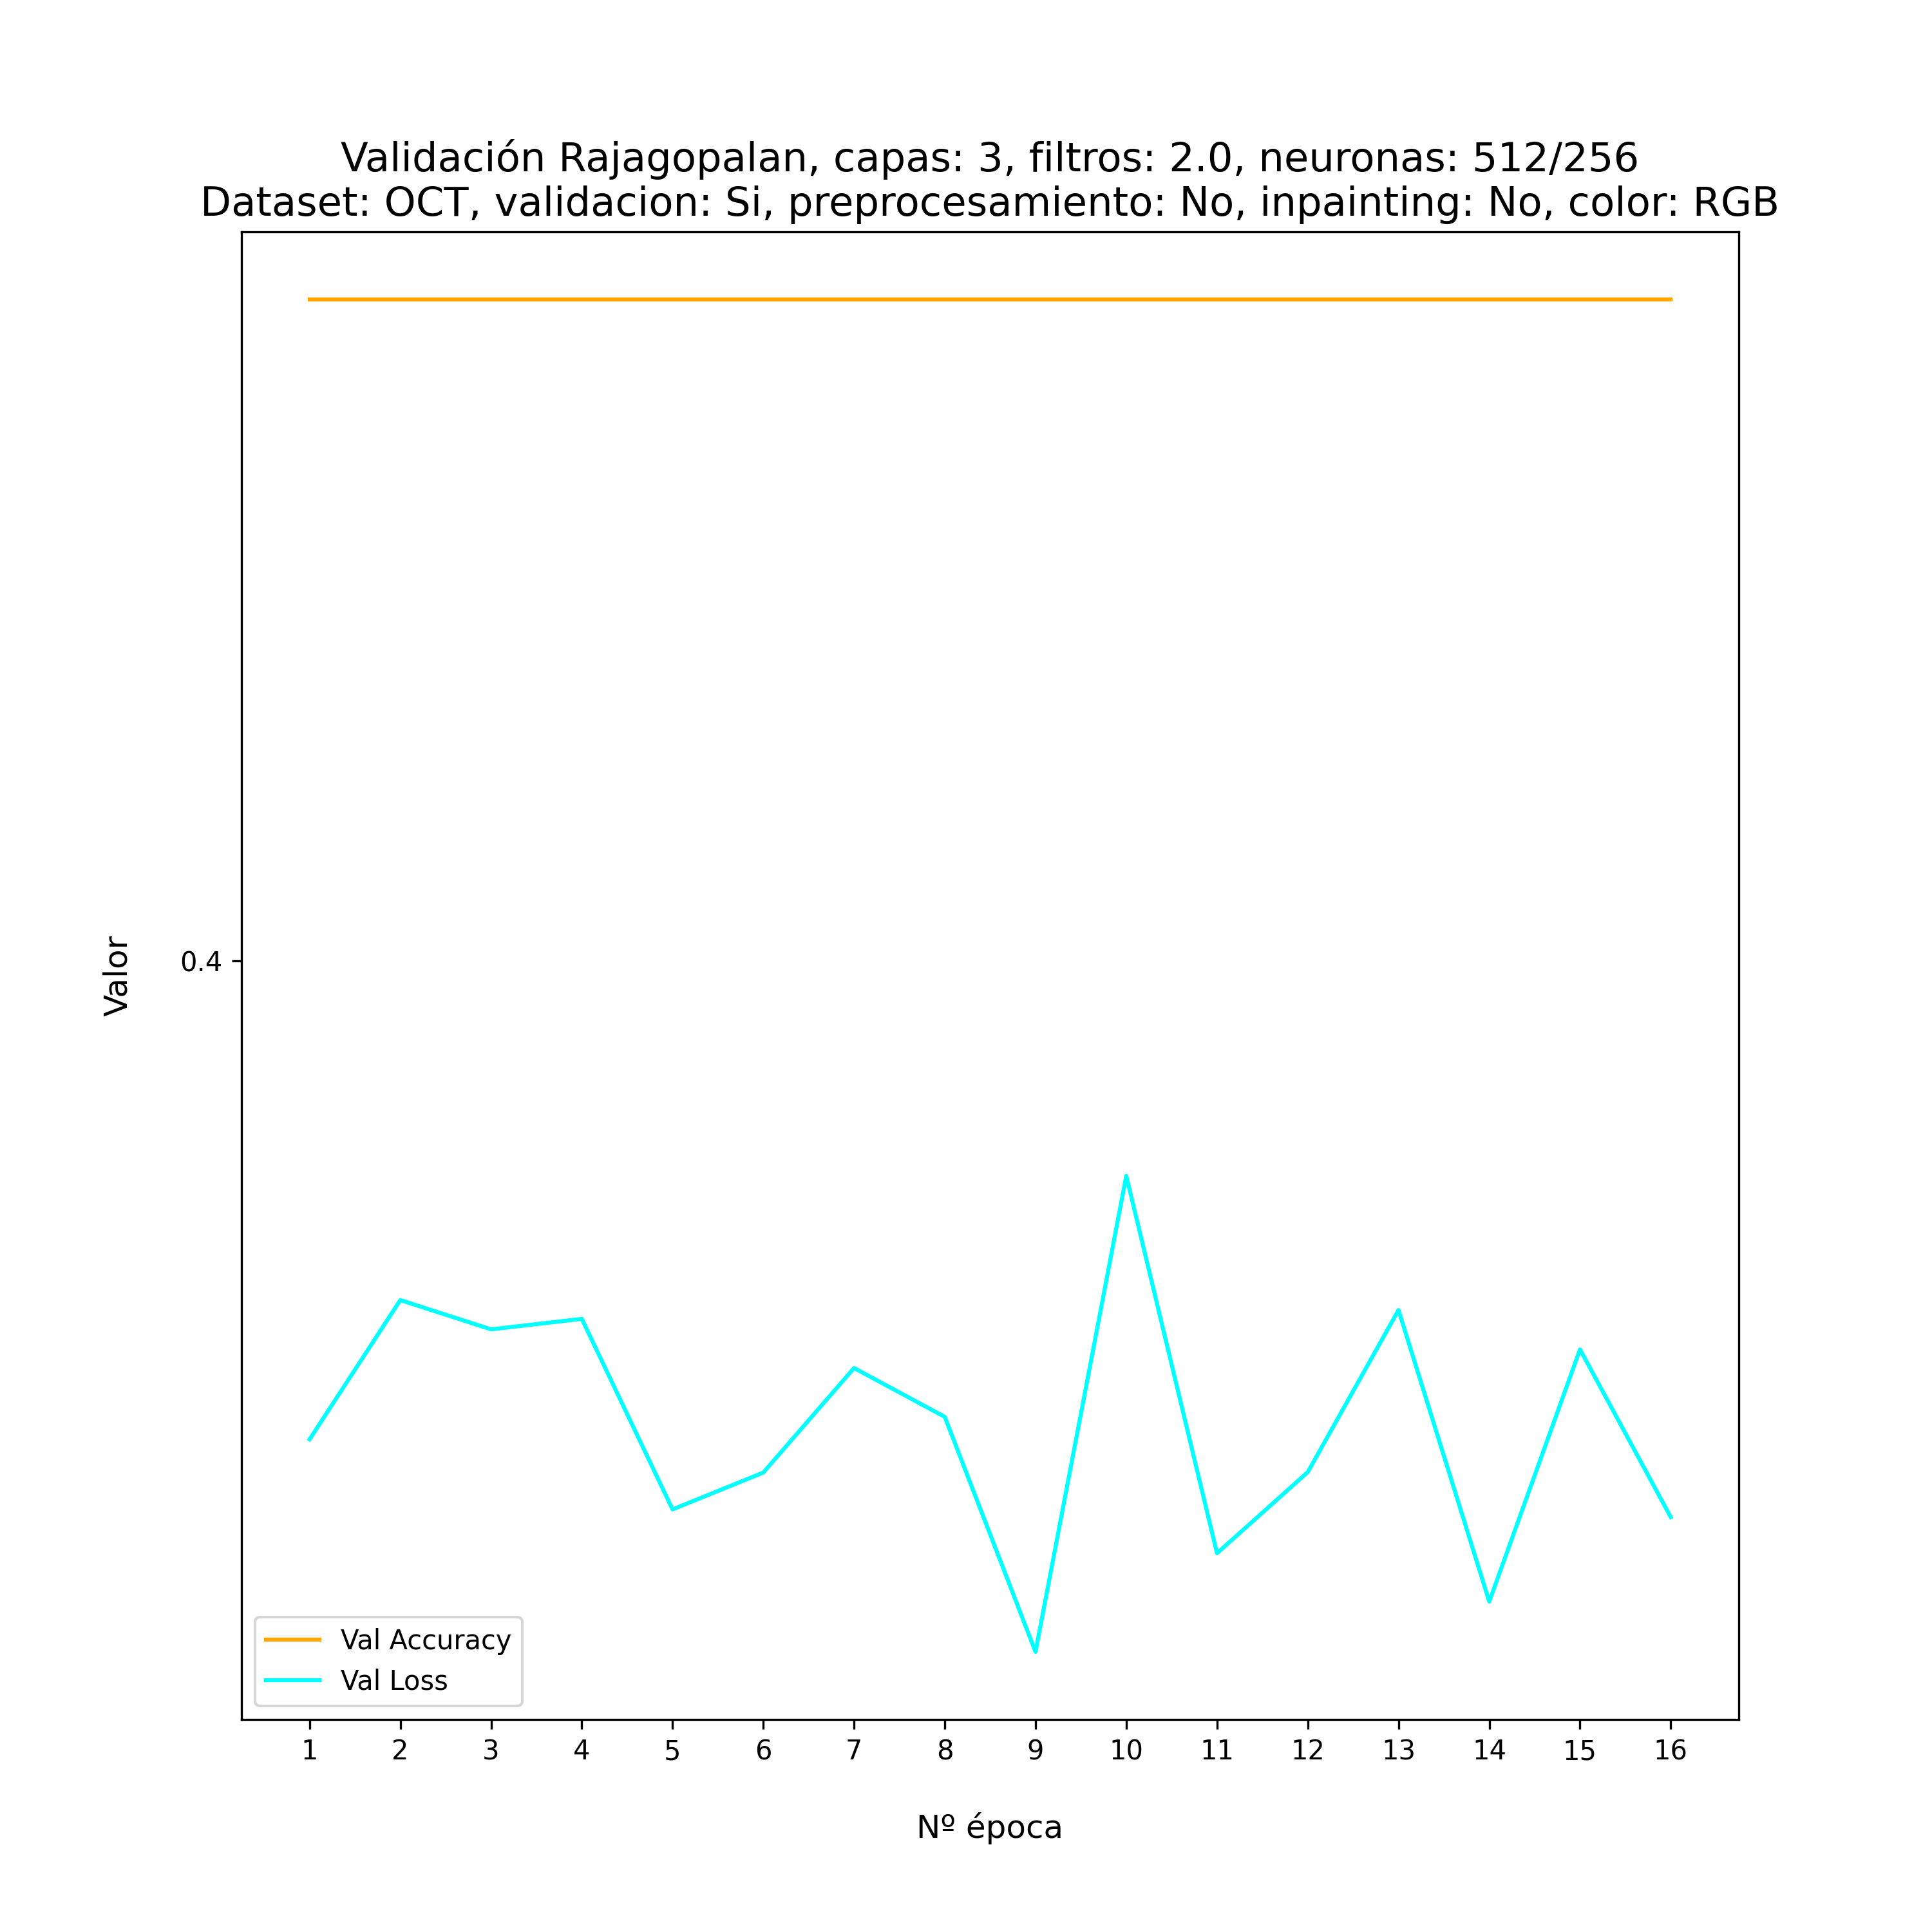 Validación Rajagopalan, capas: 3, filtros: 2.0, neuronas: 512/256
Dataset: OCT, validacion: Si, preprocesamiento: No, inpainting: No, color: RGB
Valor
0.4
Val Accuracy
Val Loss
1 2 3 4 5 6 7 8 9 10 11 12 13 14 15 16
Nº época